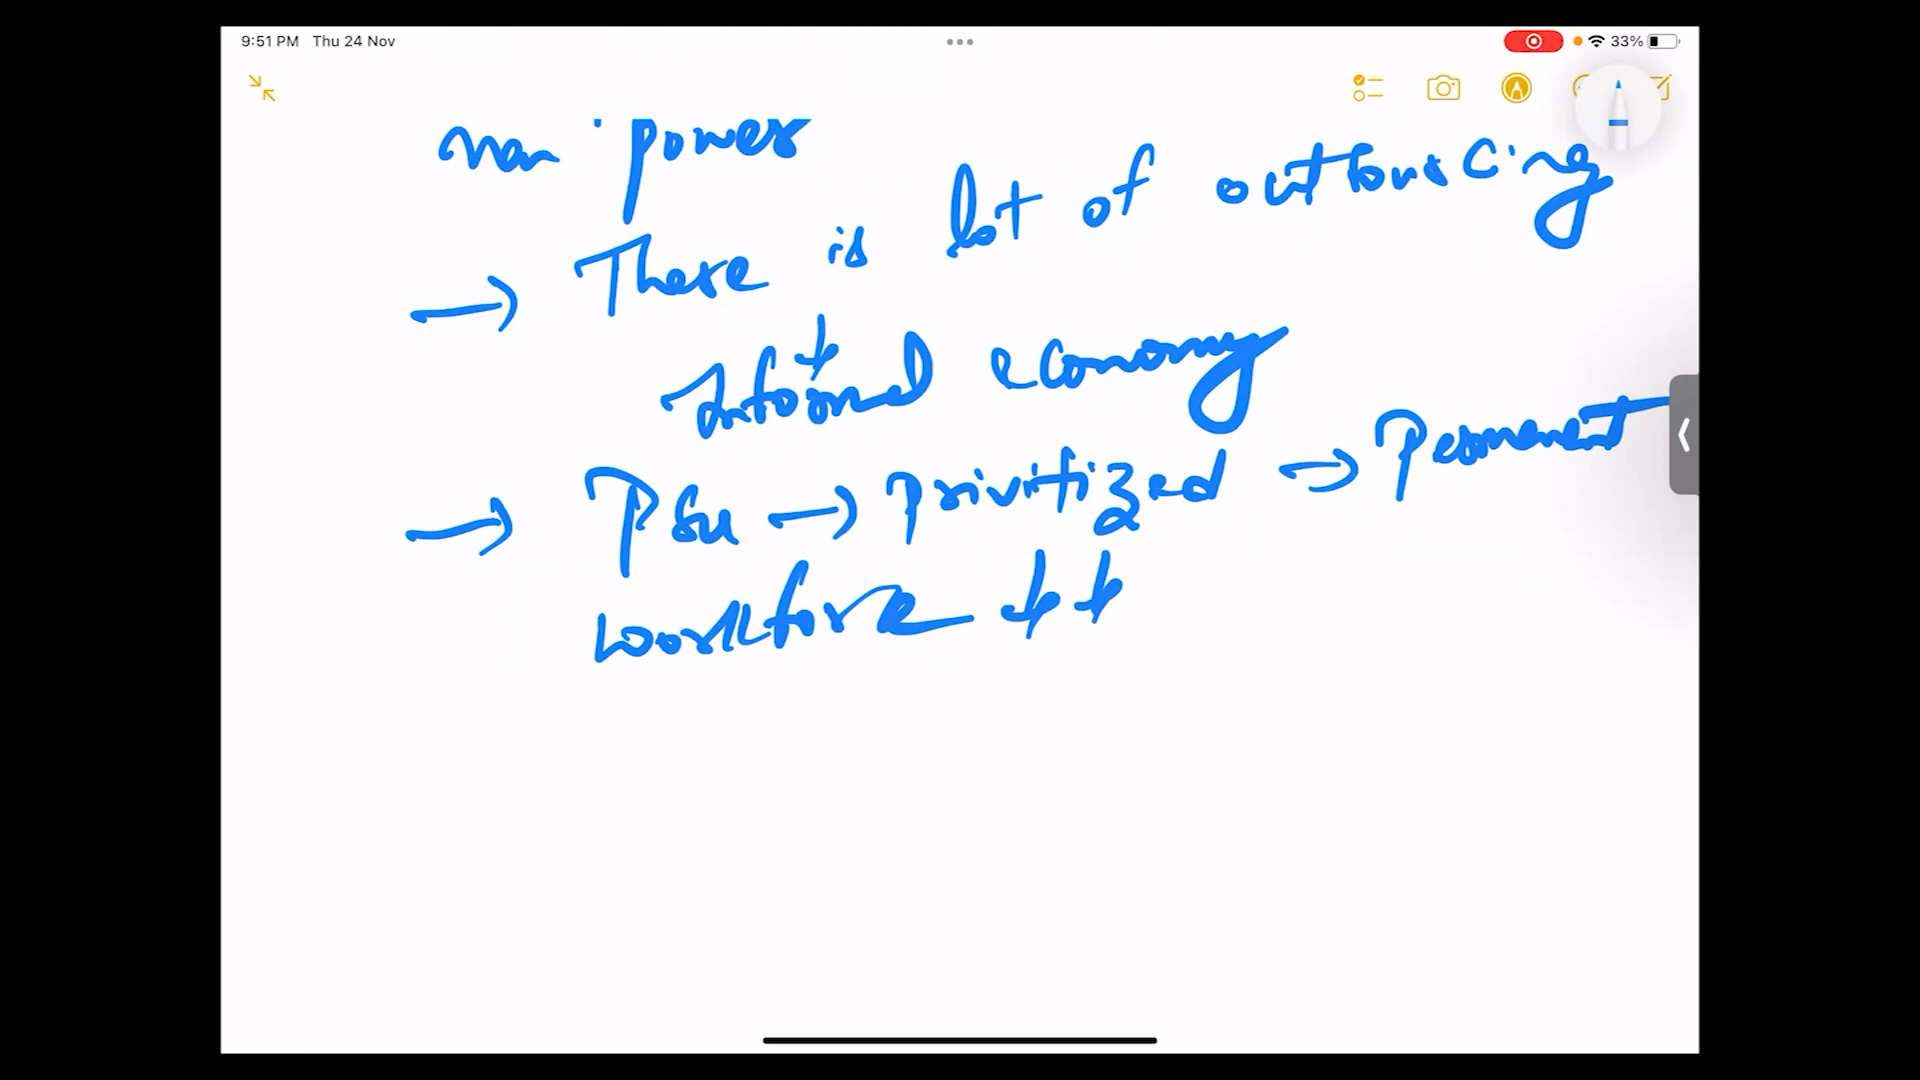 9:51 PM Thu 24 Nov
33%
man power
→ There is lot of outsourcing
↓
Informal economy
→ PSU → Privitized → Permanent
workforce ↓↓